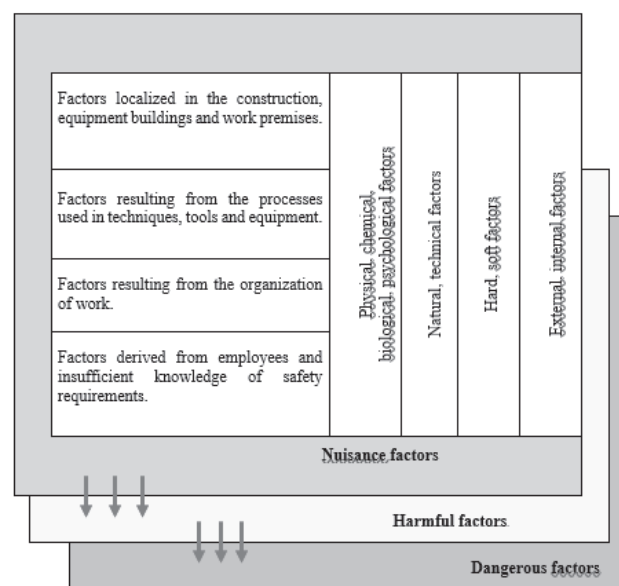 Factors localized in the construction,
equipment buildings and work premises.
Factors resulting from the processes
used in techniques, tools and equipment.
Factors resulting from the organization
of work.
Factors derived from employees and
insufficient knowledge of safety
requirements.
Physical, chemical,
biological, psychological factors
Natural, technical factors
Hard, soft factors
External, internal factors
Nuisance factors
Harmful factors.
Dangerous factors